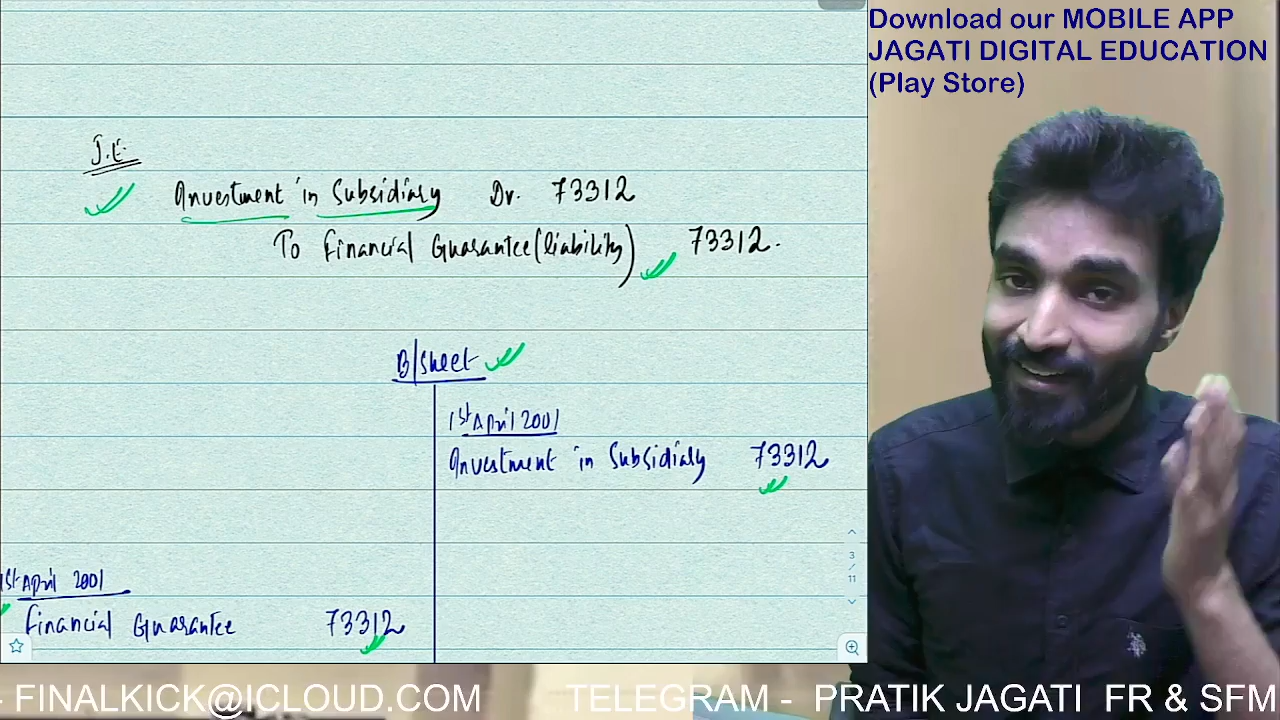 Download our MOBILE APP
JAGATI DIGITAL EDUCATION
(Play Store)
J.E
Investment in Subsidiary Dr. 73312
To Financial Guarantee (liability) 73312.
B/Sheet
1st April 2001
Investment in Subsidiary 73312
1st April 2001
Financial Guarantee 73312
3
/
11
- FINALKICK@ICLOUD.COM TELEGRAM - PRATIK JAGATI FR & SFM